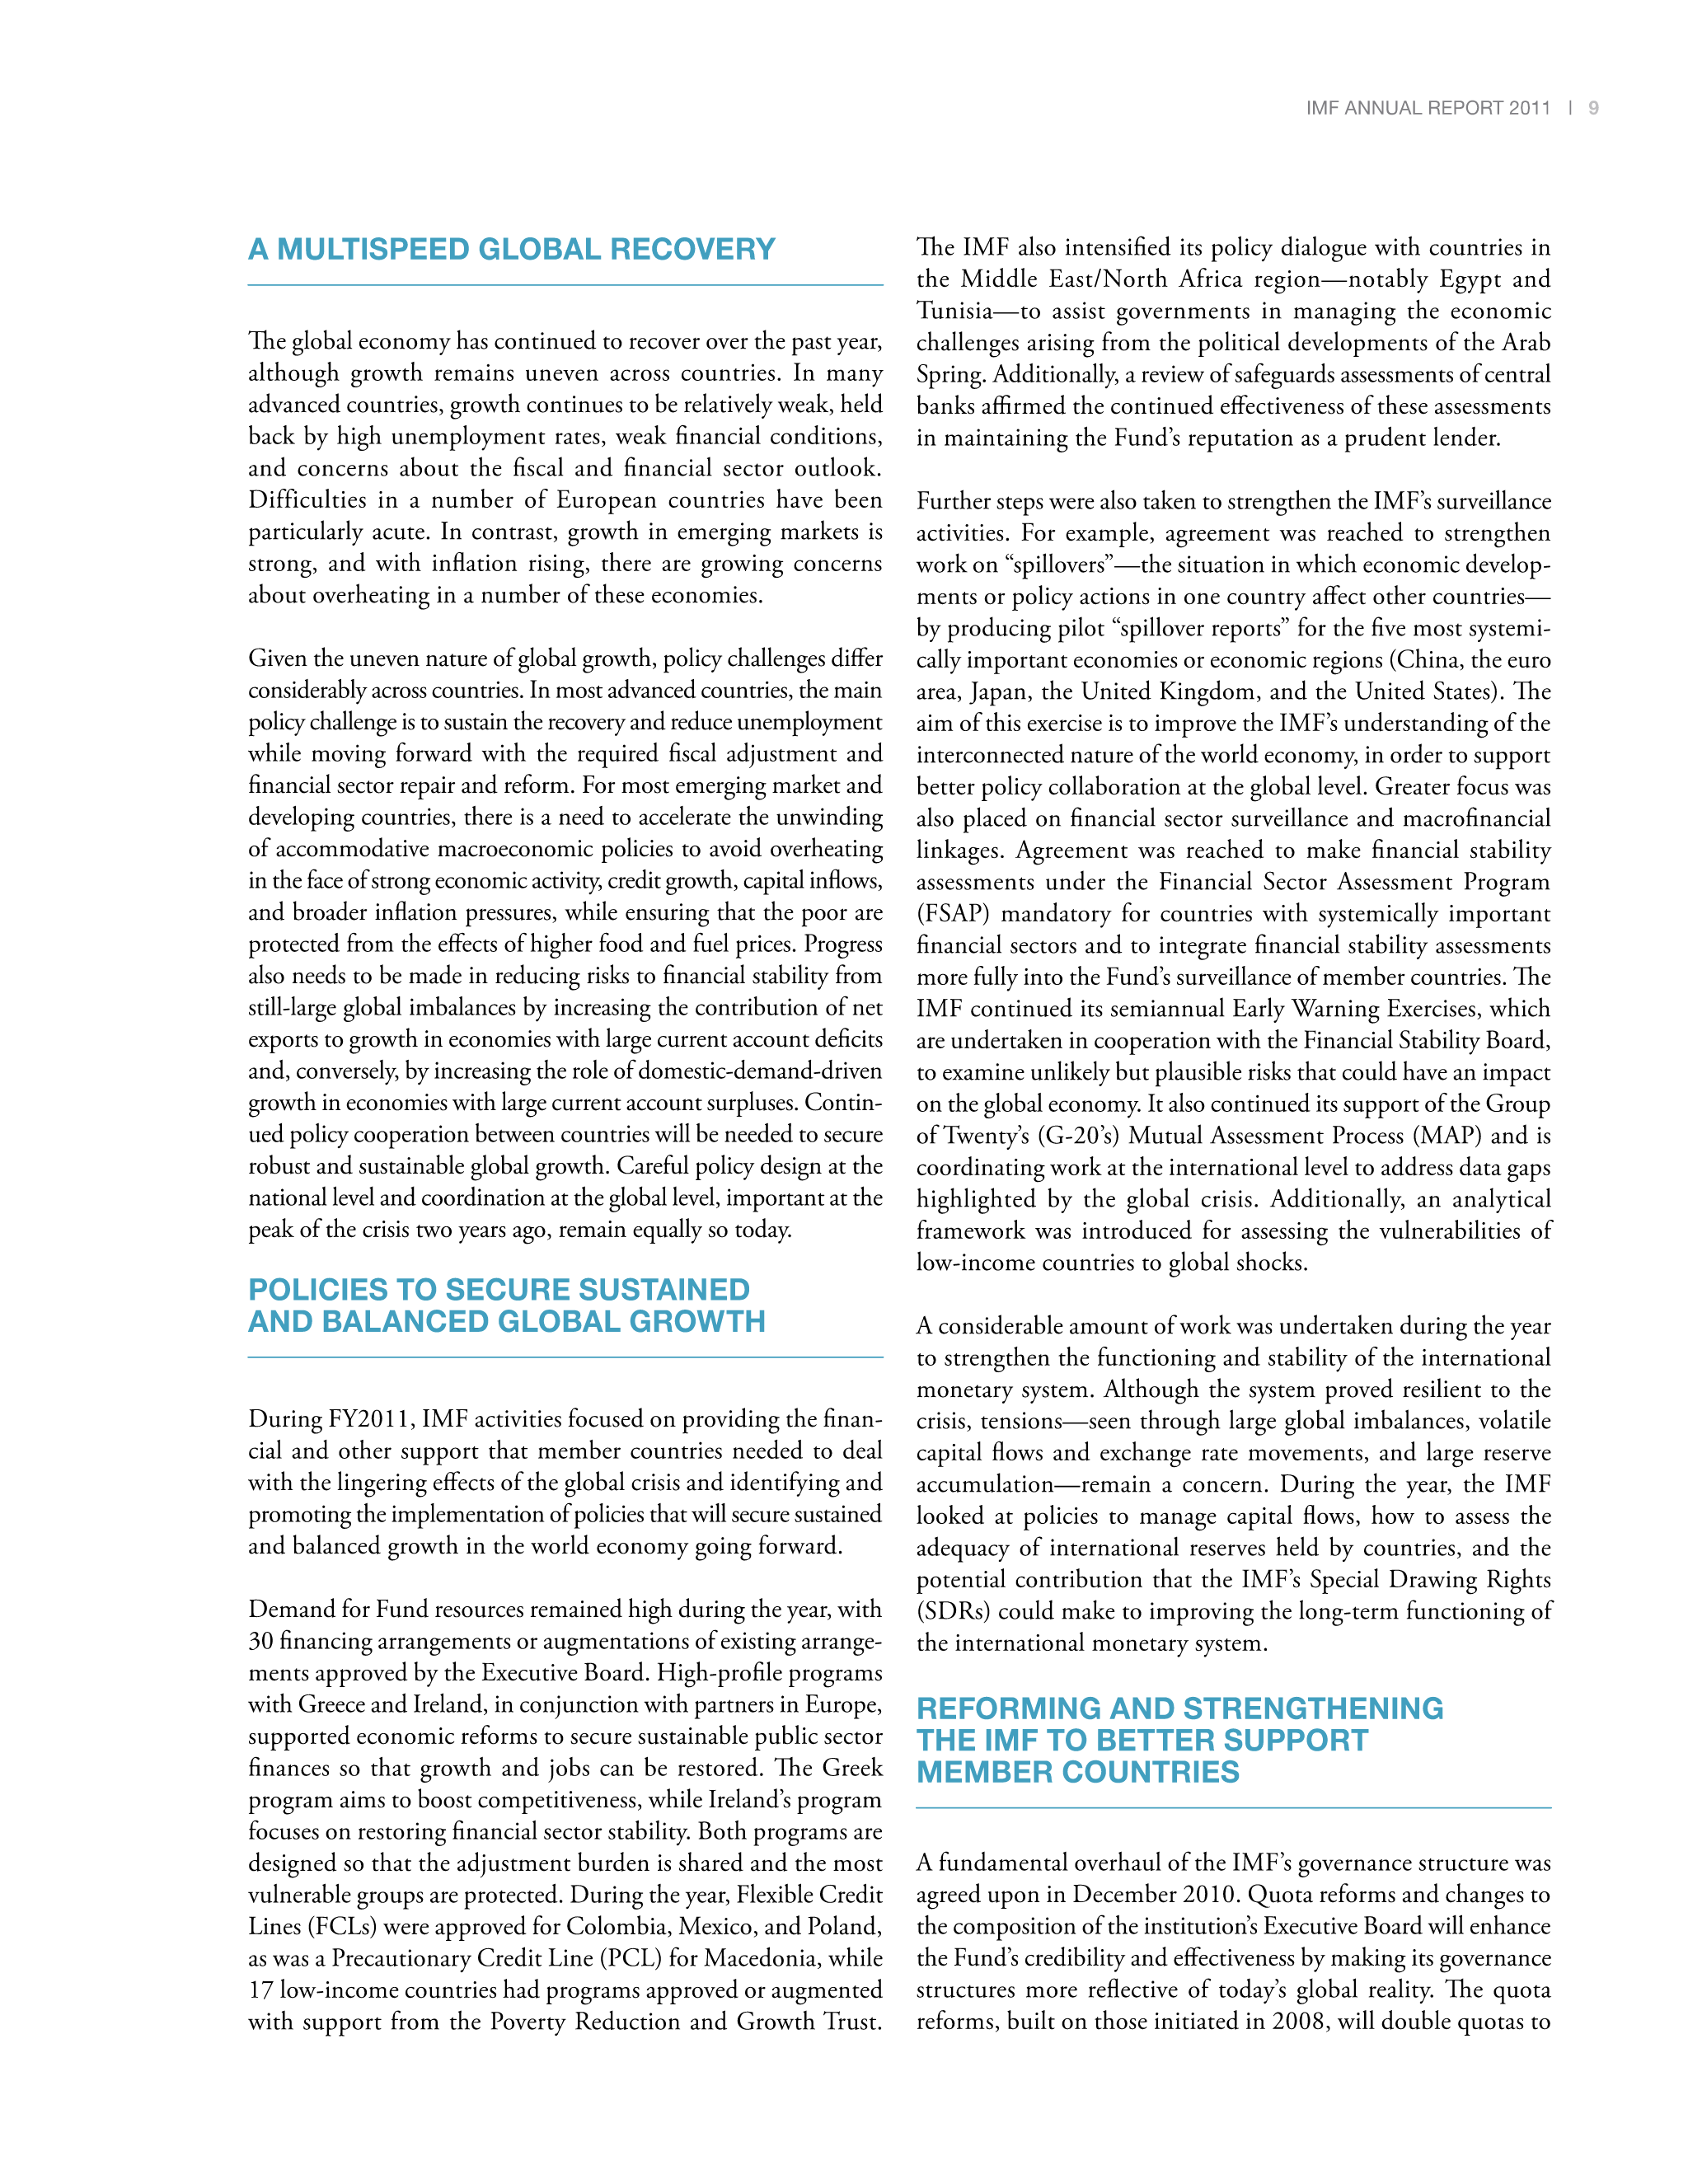 IMF ANNUAL REPORT 2011 | 9
A MULTISPEED GLOBAL RECOVERY
The global economy has continued to recover over the past year,
although growth remains uneven across countries. In many
advanced countries, growth continues to be relatively weak, held
back by high unemployment rates, weak financial conditions,
and concerns about the fiscal and financial sector outlook.
Difficulties in a number of European countries have been
particularly acute. In contrast, growth in emerging markets is
strong, and with inflation rising, there are growing concerns
about overheating in a number of these economies.
Given the uneven nature of global growth, policy challenges differ
considerably across countries. In most advanced countries, the main
policy challenge is to sustain the recovery and reduce unemployment
while moving forward with the required fiscal adjustment and
financial sector repair and reform. For most emerging market and
developing countries, there is a need to accelerate the unwinding
of accommodative macroeconomic policies to avoid overheating
in the face of strong economic activity, credit growth, capital inflows,
and broader inflation pressures, while ensuring that the poor are
protected from the effects of higher food and fuel prices. Progress
also needs to be made in reducing risks to financial stability from
still-large global imbalances by increasing the contribution of net
exports to growth in economies with large current account deficits
and, conversely, by increasing the role of domestic-demand-driven
growth in economies with large current account surpluses. Contin-
ued policy cooperation between countries will be needed to secure
robust and sustainable global growth. Careful policy design at the
national level and coordination at the global level, important at the
peak of the crisis two years ago, remain equally so today.
POLICIES TO SECURE SUSTAINED
AND BALANCED GLOBAL GROWTH
During FY2011, IMF activities focused on providing the finan-
cial and other support that member countries needed to deal
with the lingering effects of the global crisis and identifying and
promoting the implementation of policies that will secure sustained
and balanced growth in the world economy going forward.
Demand for Fund resources remained high during the year, with
30 financing arrangements or augmentations of existing arrange-
ments approved by the Executive Board. High-profile programs
with Greece and Ireland, in conjunction with partners in Europe,
supported economic reforms to secure sustainable public sector
finances so that growth and jobs can be restored. The Greek
program aims to boost competitiveness, while Ireland’s program
focuses on restoring financial sector stability. Both programs are
designed so that the adjustment burden is shared and the most
vulnerable groups are protected. During the year, Flexible Credit
Lines (FCLs) were approved for Colombia, Mexico, and Poland,
as was a Precautionary Credit Line (PCL) for Macedonia, while
17 low-income countries had programs approved or augmented
with support from the Poverty Reduction and Growth Trust.
The IMF also intensified its policy dialogue with countries in
the Middle East/North Africa region—notably Egypt and
Tunisia—to assist governments in managing the economic
challenges arising from the political developments of the Arab
Spring. Additionally, a review of safeguards assessments of central
banks affirmed the continued effectiveness of these assessments
in maintaining the Fund’s reputation as a prudent lender.
Further steps were also taken to strengthen the IMF’s surveillance
activities. For example, agreement was reached to strengthen
work on “spillovers”—the situation in which economic develop-
ments or policy actions in one country affect other countries—
by producing pilot “spillover reports” for the five most systemi-
cally important economies or economic regions (China, the euro
area, Japan, the United Kingdom, and the United States). The
aim of this exercise is to improve the IMF’s understanding of the
interconnected nature of the world economy, in order to support
better policy collaboration at the global level. Greater focus was
also placed on financial sector surveillance and macrofinancial
linkages. Agreement was reached to make financial stability
assessments under the Financial Sector Assessment Program
(FSAP) mandatory for countries with systemically important
financial sectors and to integrate financial stability assessments
more fully into the Fund’s surveillance of member countries. The
IMF continued its semiannual Early Warning Exercises, which
are undertaken in cooperation with the Financial Stability Board,
to examine unlikely but plausible risks that could have an impact
on the global economy. It also continued its support of the Group
of Twenty’s (G-20’s) Mutual Assessment Process (MAP) and is
coordinating work at the international level to address data gaps
highlighted by the global crisis. Additionally, an analytical
framework was introduced for assessing the vulnerabilities of
low-income countries to global shocks.
A considerable amount of work was undertaken during the year
to strengthen the functioning and stability of the international
monetary system. Although the system proved resilient to the
crisis, tensions—seen through large global imbalances, volatile
capital flows and exchange rate movements, and large reserve
accumulation—remain a concern. During the year, the IMF
looked at policies to manage capital flows, how to assess the
adequacy of international reserves held by countries, and the
potential contribution that the IMF’s Special Drawing Rights
(SDRs) could make to improving the long-term functioning of
the international monetary system.
REFORMING AND STRENGTHENING
THE IMF TO BETTER SUPPORT
MEMBER COUNTRIES
A fundamental overhaul of the IMF’s governance structure was
agreed upon in December 2010. Quota reforms and changes to
the composition of the institution’s Executive Board will enhance
the Fund’s credibility and effectiveness by making its governance
structures more reflective of today’s global reality. The quota
reforms, built on those initiated in 2008, will double quotas to